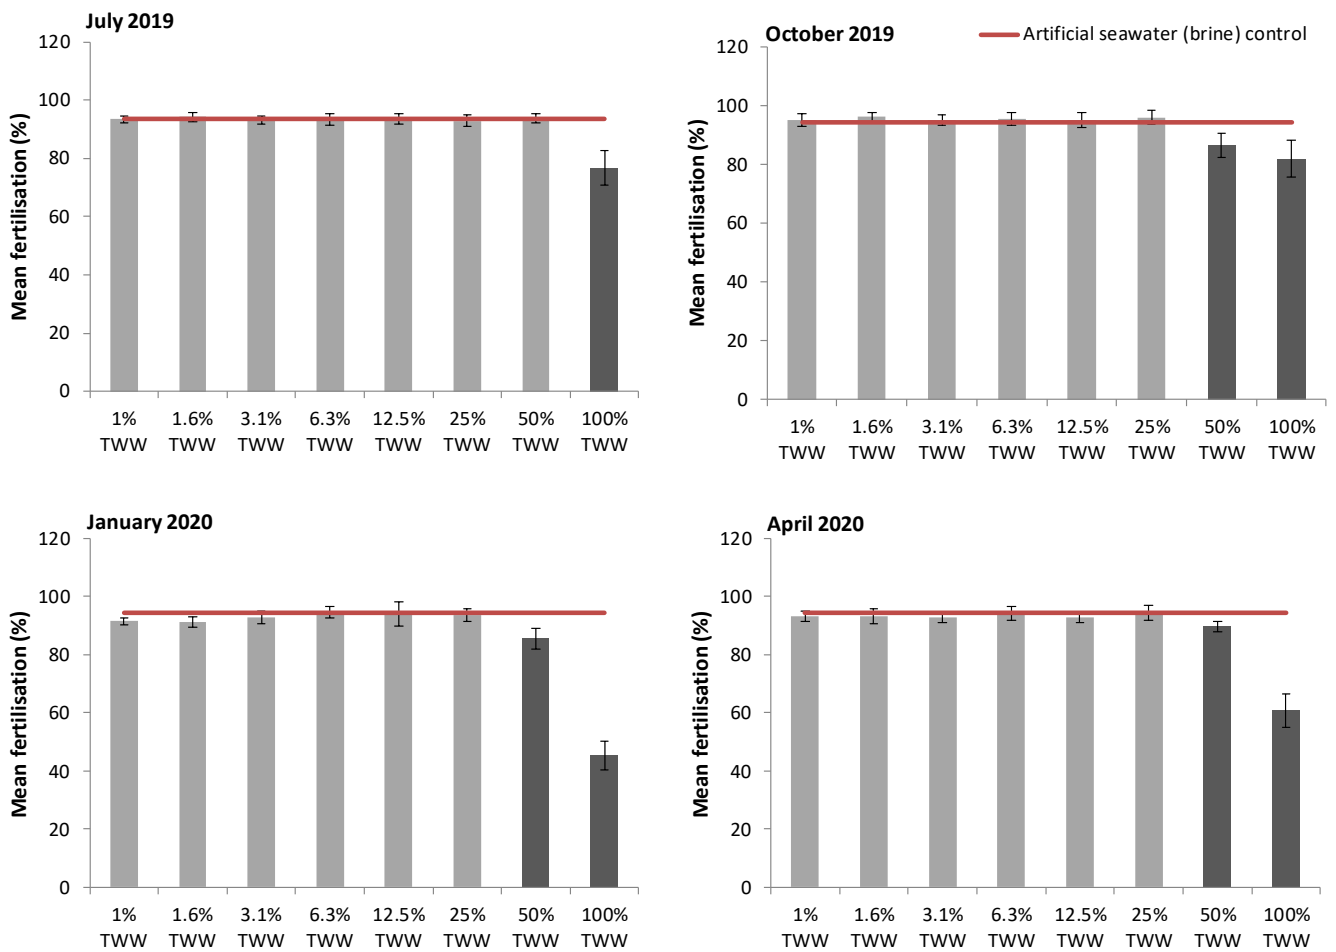 July 2019
120
100
80
60
40
20
0
Mean fertilisation (%)
1% 1.6% 3.1% 6.3% 12.5% 25% 50% 100%
TWW TWW TWW TWW TWW TWW TWW TWW
October 2019
Artificial seawater (brine) control
120
100
80
60
40
20
0
Mean fertilisation (%)
1% 1.6% 3.1% 6.3% 12.5% 25% 50% 100%
TWW TWW TWW TWW TWW TWW TWW TWW
January 2020
120
100
80
60
40
20
0
Mean fertilisation (%)
1% 1.6% 3.1% 6.3% 12.5% 25% 50% 100%
TWW TWW TWW TWW TWW TWW TWW TWW
April 2020
120
100
80
60
40
20
0
Mean fertilisation (%)
1% 1.6% 3.1% 6.3% 12.5% 25% 50% 100%
TWW TWW TWW TWW TWW TWW TWW TWW